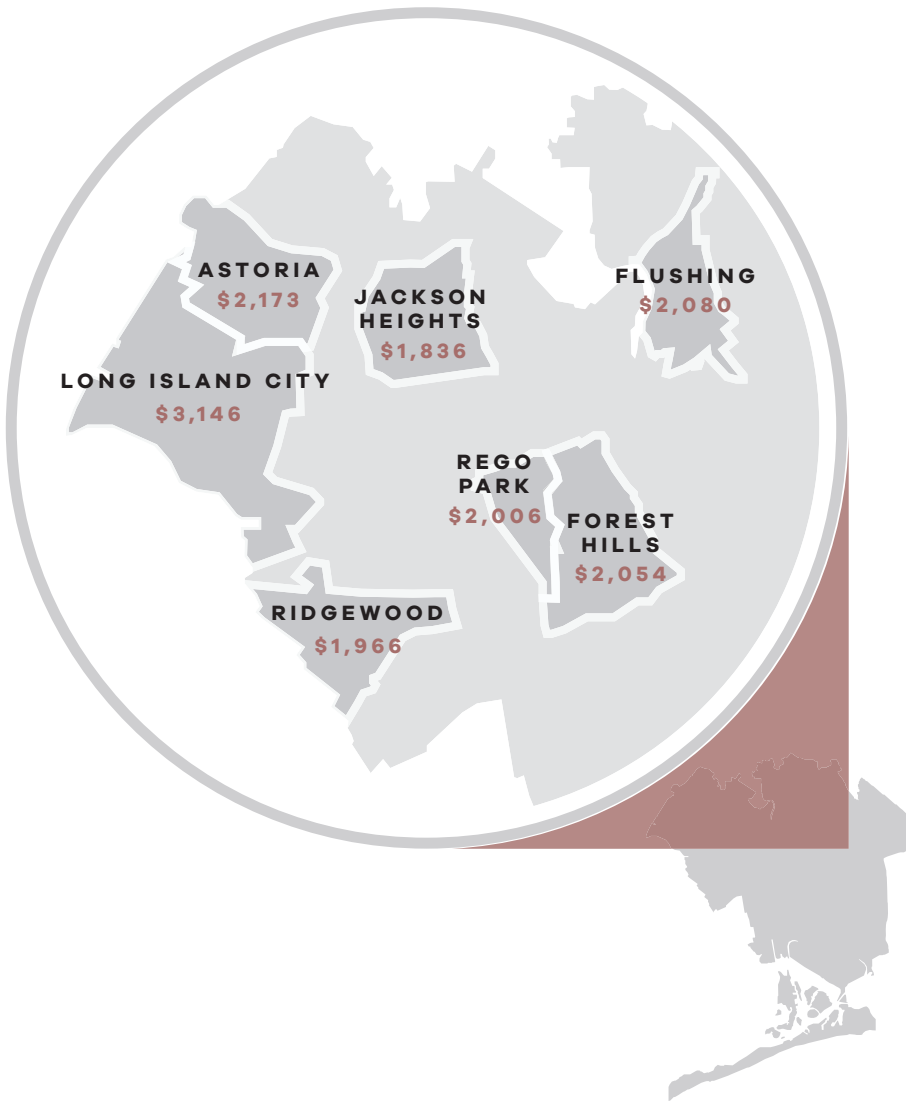 ASTORIA
$2,173
JACKSON
HEIGHTS
$1,836
FLUSHING
$2,080
LONG ISLAND CITY
$3,146
REGO
PARK
$2,006
FOREST
HILLS
$2,054
RIDGEWOOD
$1,966